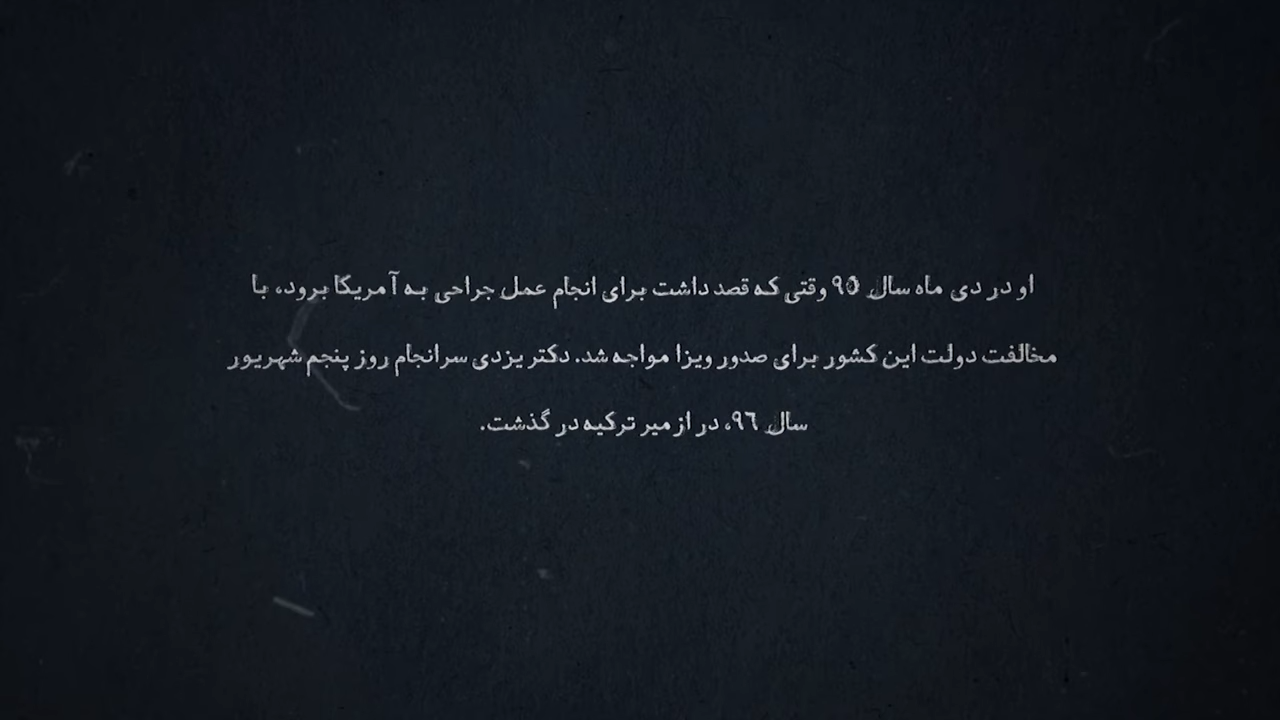 او در دی ماه سال ۹۵ وقتی که قصد داشت برای انجام عمل جراحی به آمریکا برود، با
مخالفت دولت این کشور برای صدور ویزا مواجه شد. دکتر یزدی سرانجام روز پنجم شهریور
سال ۹٦، در ازمیر ترکیه در گذشت.